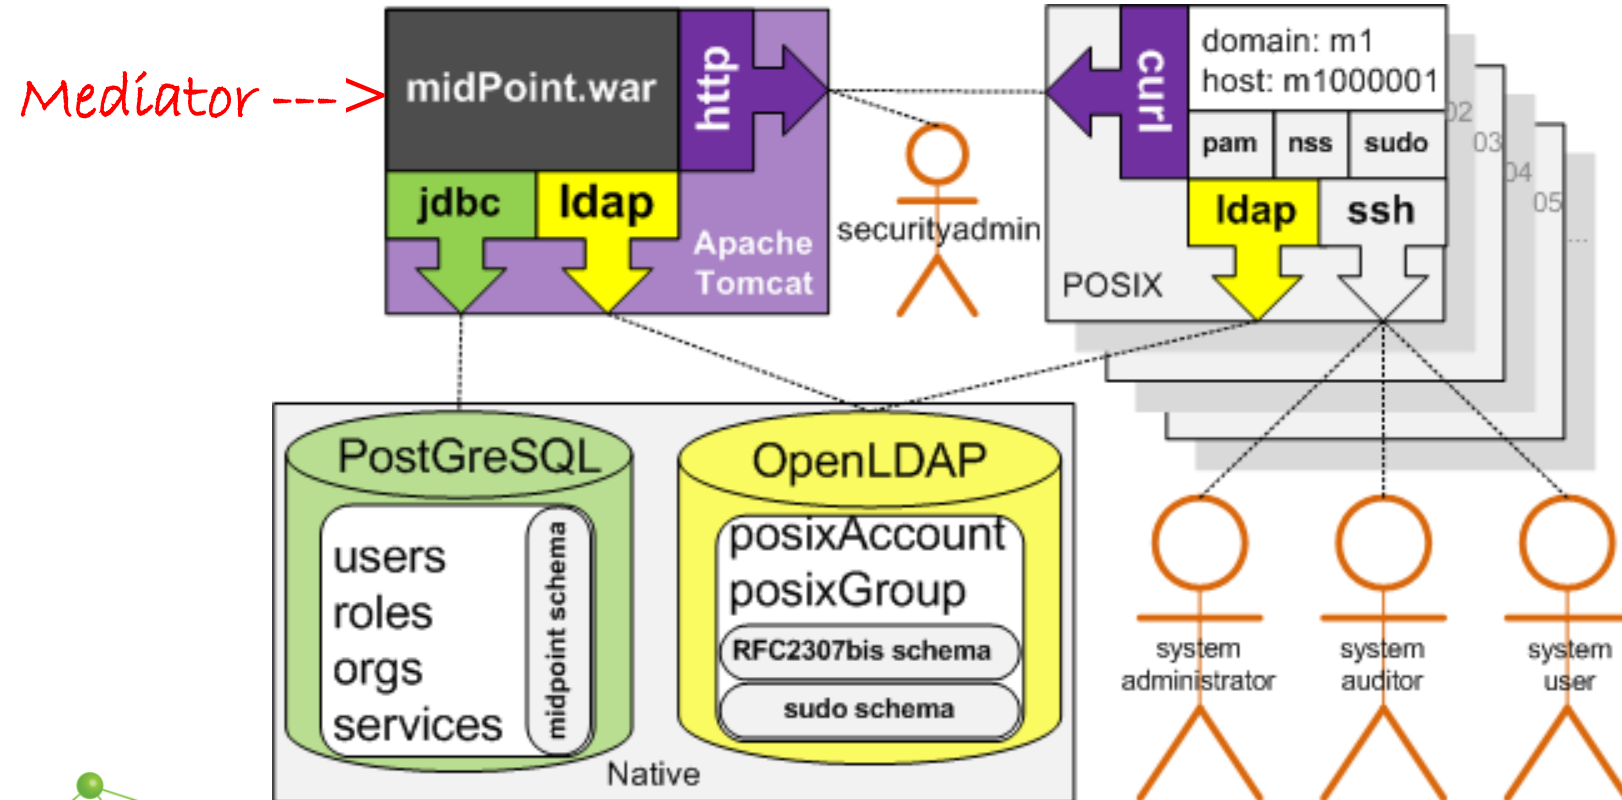 Mediator --->
midPoint.war
http
jdbc
ldap
Apache
Tomcat
securityadmin
curl
domain: m1
host: m1000001
pam
nss
sudo
ldap
ssh
POSIX
02
03
04
05
...
PostGreSQL
users
roles
orgs
services
midpoint schema
OpenLDAP
posixAccount
posixGroup
RFC2307bis schema
sudo schema
Native
system
administrator
system
auditor
system
user